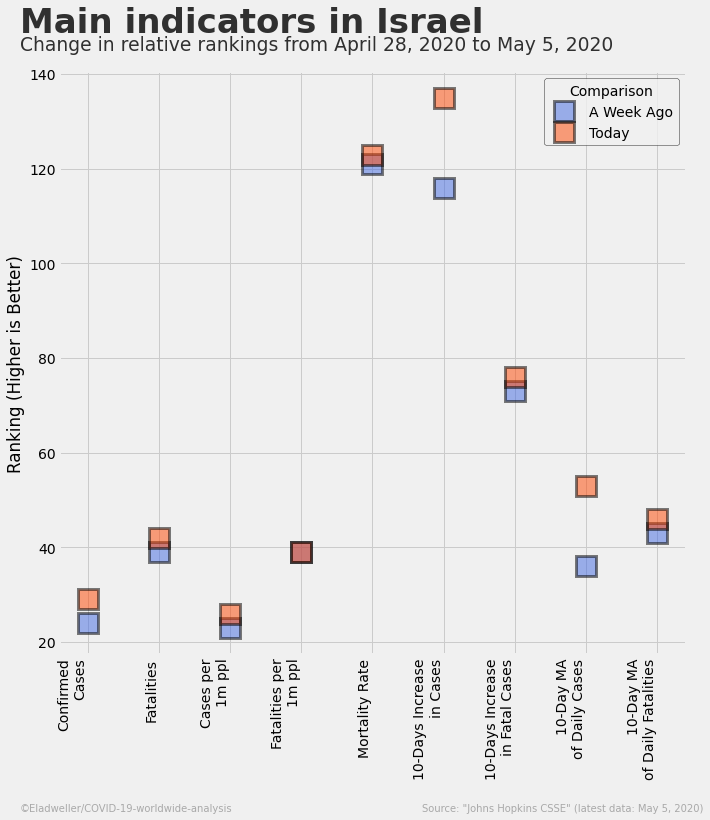 Main indicators in Israel
Change in relative rankings from April 28, 2020 to May 5, 2020
Comparison
A Week Ago
Today
Ranking (Higher is Better)
140
120
100
80
60
40
20
Confirmed
Cases
Fatalities
Cases per
1m ppl
Fatalities per
1m ppl
Mortality Rate
10-Days Increase
in Cases
10-Days Increase
in Fatal Cases
10-Day MA
of Daily Cases
10-Day MA
of Daily Fatalities
©Eladweller/COVID-19-worldwide-analysis
Source: "Johns Hopkins CSSE" (latest data: May 5, 2020)